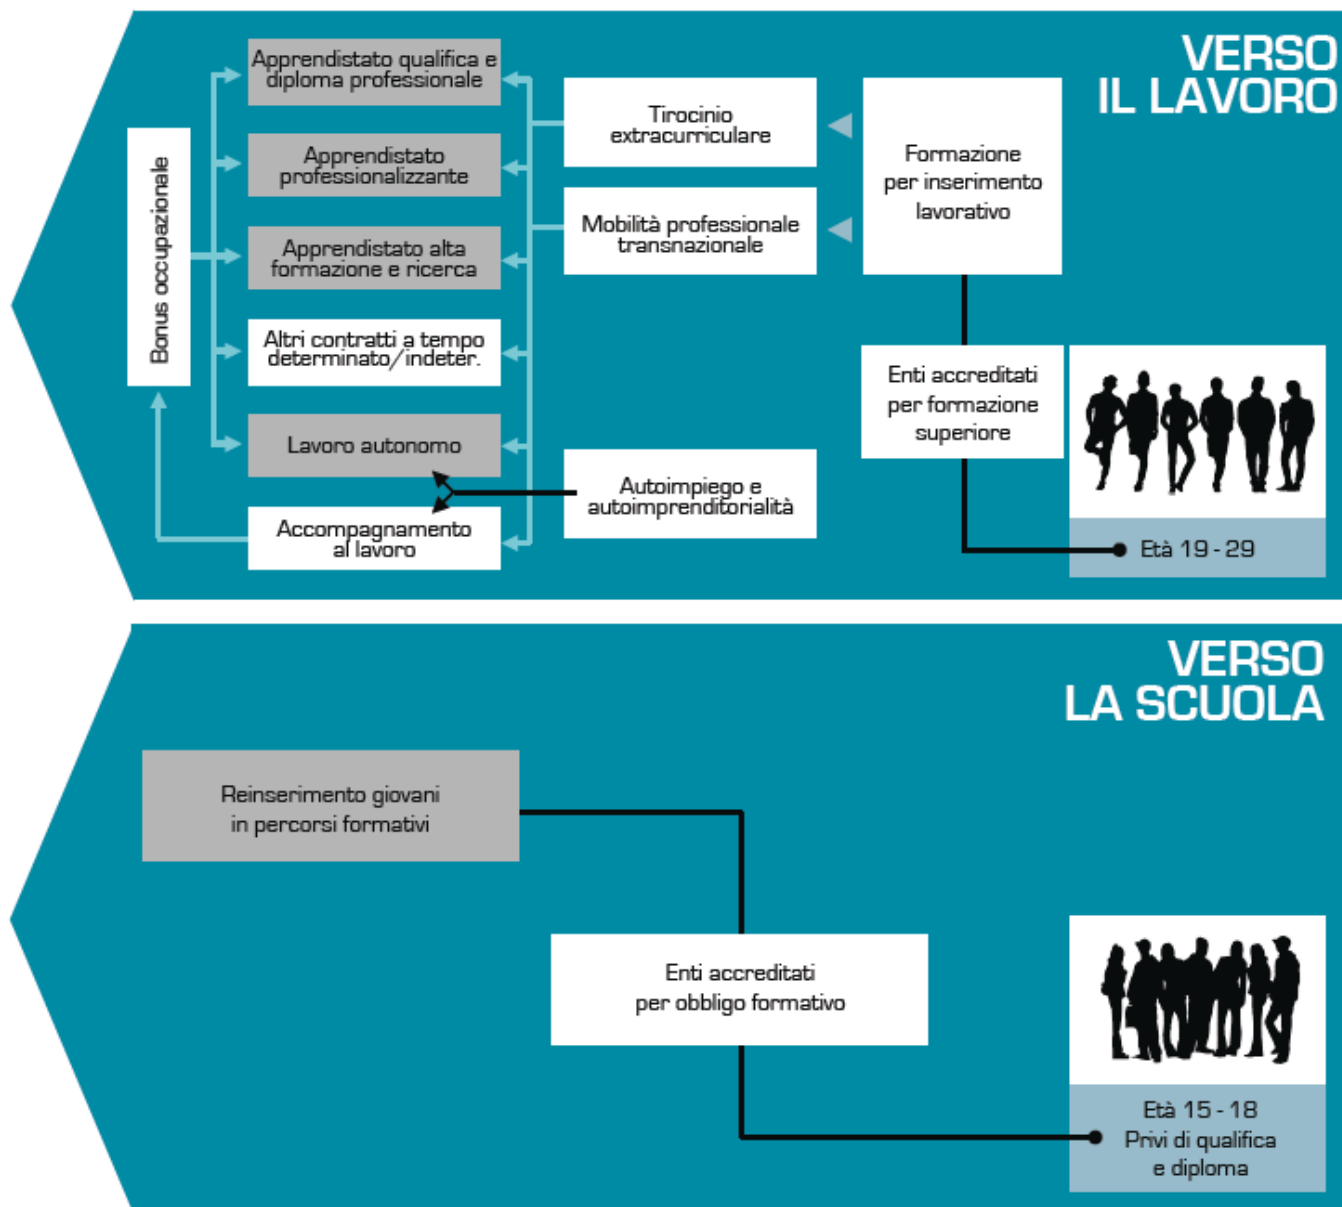 VERSO
IL LAVORO
Apprendistato qualifica e
diploma professionale
Apprendistato
professionalizzante
Apprendistato alta
formazione e ricerca
Altri contratti a tempo
determinato/indeter.
Lavoro autonomo
Accompagnamento
al lavoro
Bonus occupazionale
Tirocinio
extracurriculare
Mobilità professionale
transnazionale
Autoimpiego e
autoimprenditorialità
Formazione
per inserimento
lavorativo
Enti accreditati
per formazione
superiore
Età 19 - 29
VERSO
LA SCUOLA
Reinserimento giovani
in percorsi formativi
Enti accreditati
per obbligo formativo
Età 15 - 18
Privi di qualifica
e diploma